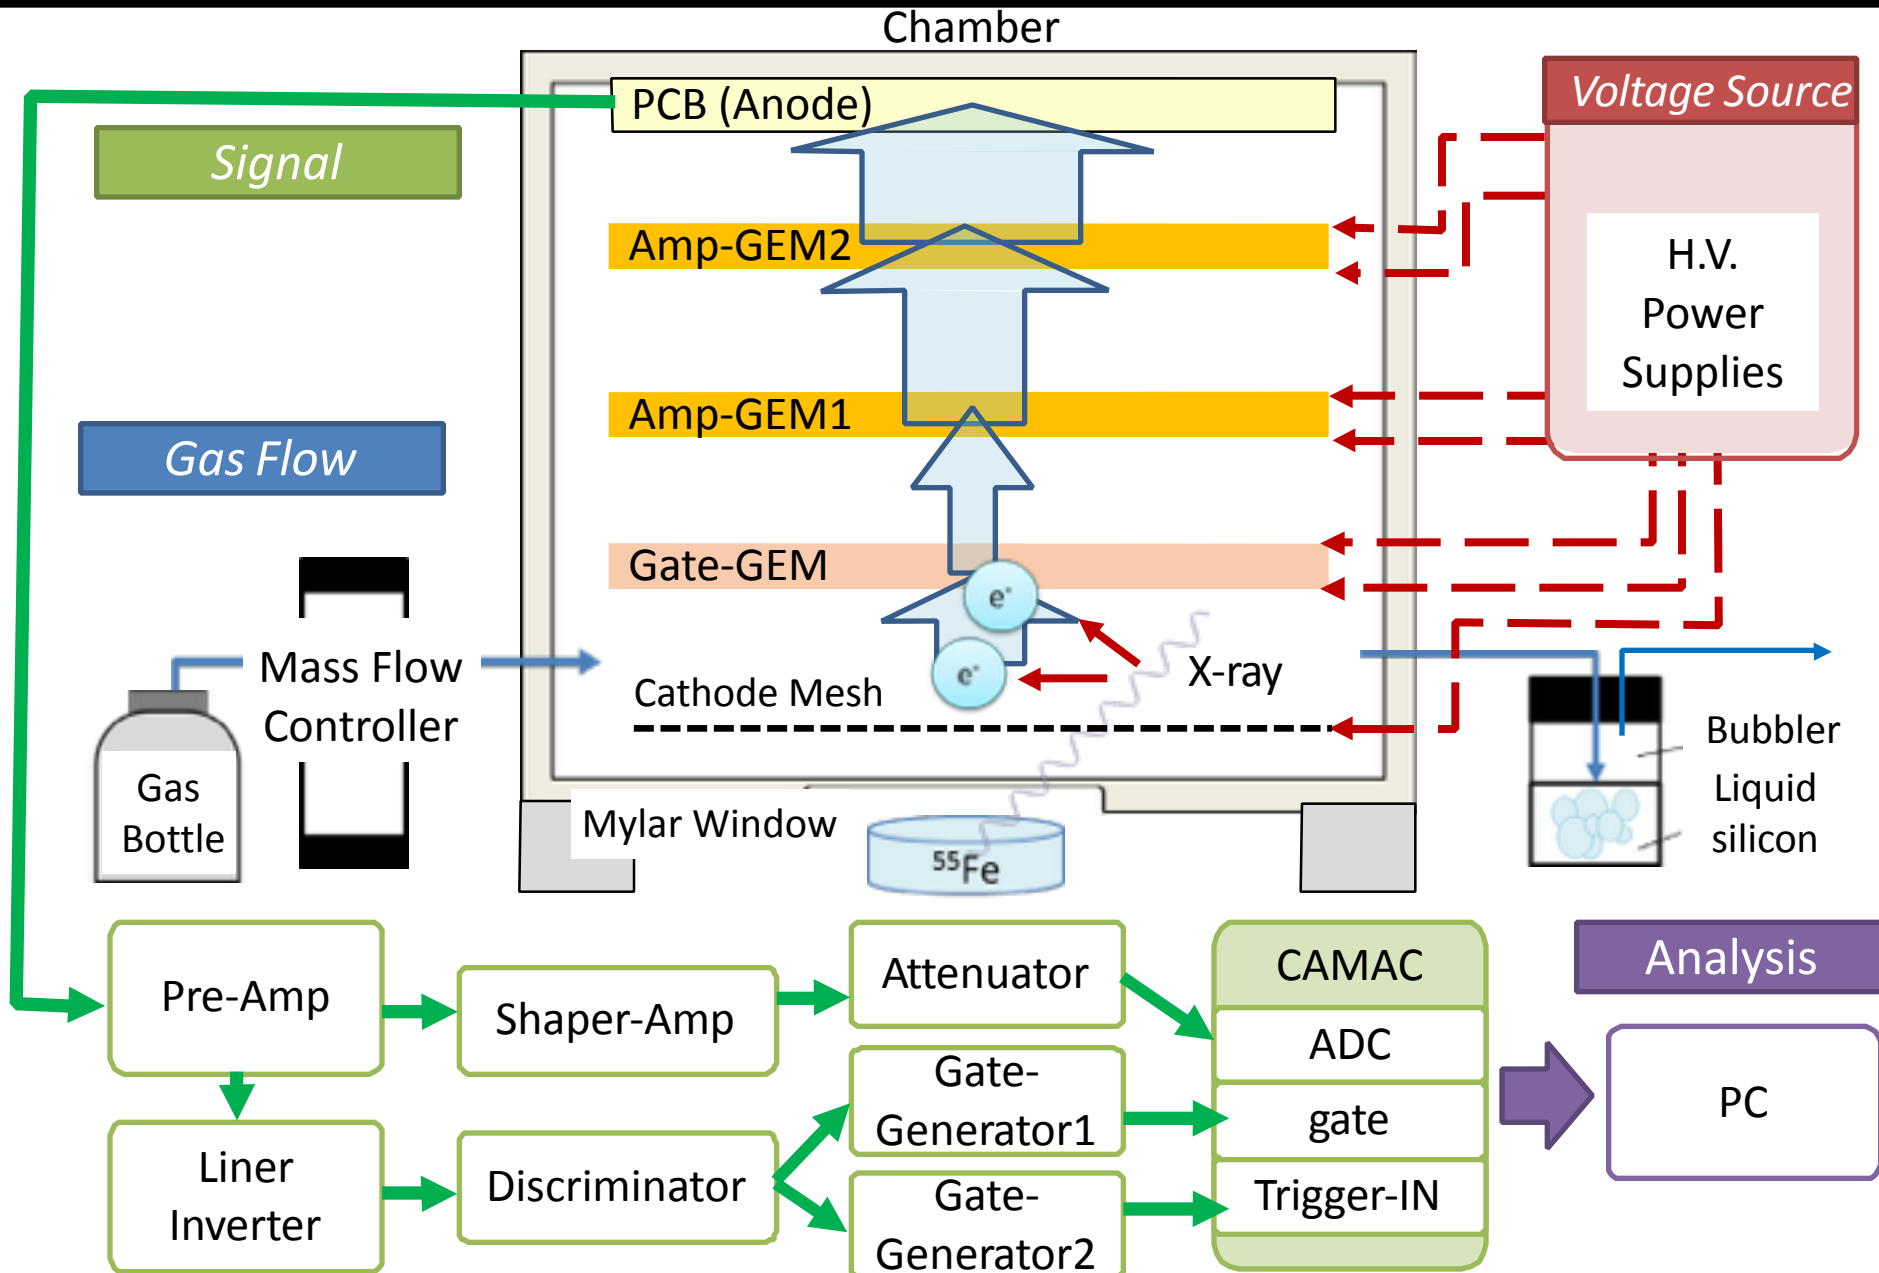 Chamber
PCB (Anode)
Voltage Source
Signal
Amp-GEM2
H.V.
Power
Supplies
Amp-GEM1
Gas Flow
Gate-GEM
e-
Mass Flow
Controller
Cathode Mesh
e-
X-ray
Bubbler
Liquid
silicon
Gas
Bottle
Mylar Window
55Fe
Pre-Amp
Shaper-Amp
Attenuator
CAMAC
Analysis
ADC
Gate-
Generator1
gate
PC
Liner
Inverter
Discriminator
Gate-
Generator2
Trigger-IN